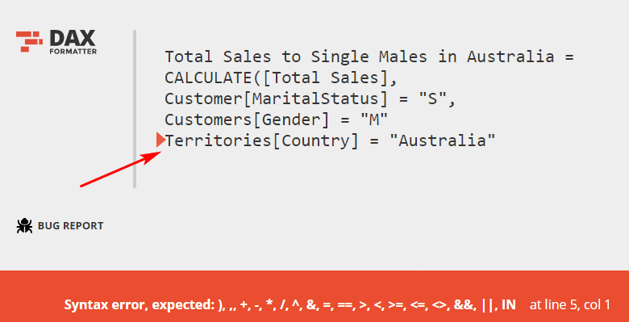 DAX
FORMATTER
Total Sales to Single Males in Australia =
CALCULATE([Total Sales],
Customer[MaritalStatus] = "S",
Customers[Gender] = "M"
Territories[Country] = "Australia"
BUG REPORT
Syntax error, expected: ), ,, +, -, *, /, ^, &, =, ==, >, <, >=, <=, <>, &&, ||, IN at line 5, col 1